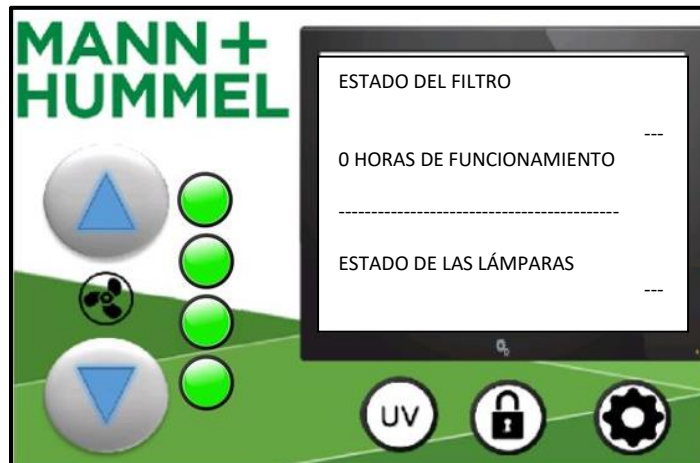 MANN+
HUMMEL
ESTADO DEL FILTRO
---
0 HORAS DE FUNCIONAMIENTO
-------------------------------------------
ESTADO DE LAS LÁMPARAS
---
UV